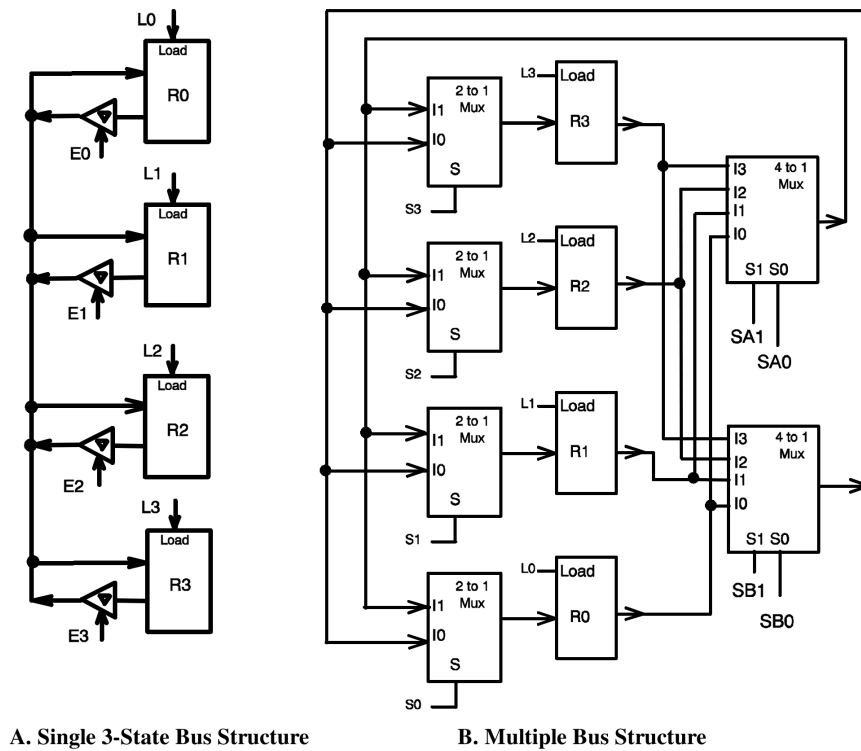 L0
Load
R0
E0
L1
Load
R1
E1
L2
Load
R2
E2
L3
Load
R3
E3
2 to 1
Mux
I1
I0
S
S3
L3
Load
R3
2 to 1
Mux
I1
I0
S
S2
L2
Load
R2
2 to 1
Mux
I1
I0
S
S1
L1
Load
R1
2 to 1
Mux
I1
I0
S
S0
L0
Load
R0
I3
4 to 1
Mux
I2
I1
I0
S1 S0
SA1
SA0
I3
4 to 1
Mux
I2
I1
I0
S1 S0
SB1
SB0
A. Single 3-State Bus Structure
B. Multiple Bus Structure